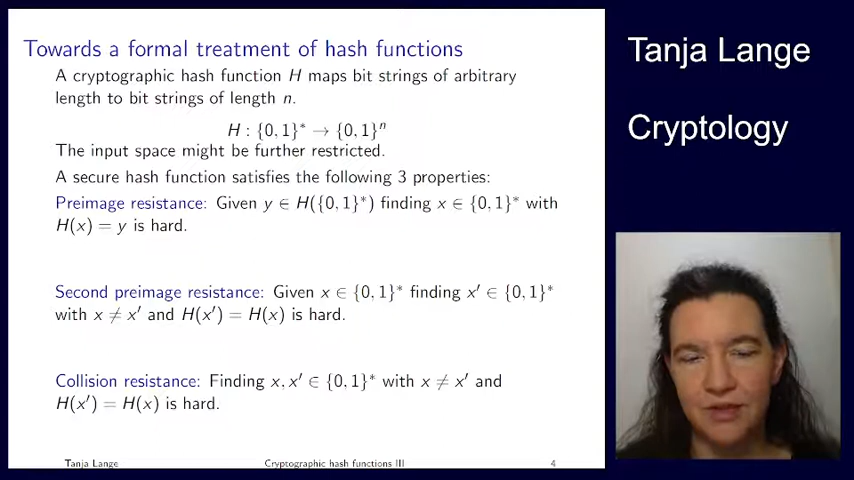 Towards a formal treatment of hash functions
A cryptographic hash function H maps bit strings of arbitrary
length to bit strings of length n.
H : {0, 1}* → {0, 1}ⁿ
The input space might be further restricted.
A secure hash function satisfies the following 3 properties:
Preimage resistance: Given y ∈ H({0, 1}*) finding x ∈ {0, 1}* with
H(x) = y is hard.
Second preimage resistance: Given x ∈ {0, 1}* finding x′ ∈ {0, 1}*
with x ≠ x′ and H(x′) = H(x) is hard.
Collision resistance: Finding x, x′ ∈ {0, 1}* with x ≠ x′ and
H(x′) = H(x) is hard.
Tanja Lange Cryptographic hash functions III 4
Tanja Lange
Cryptology